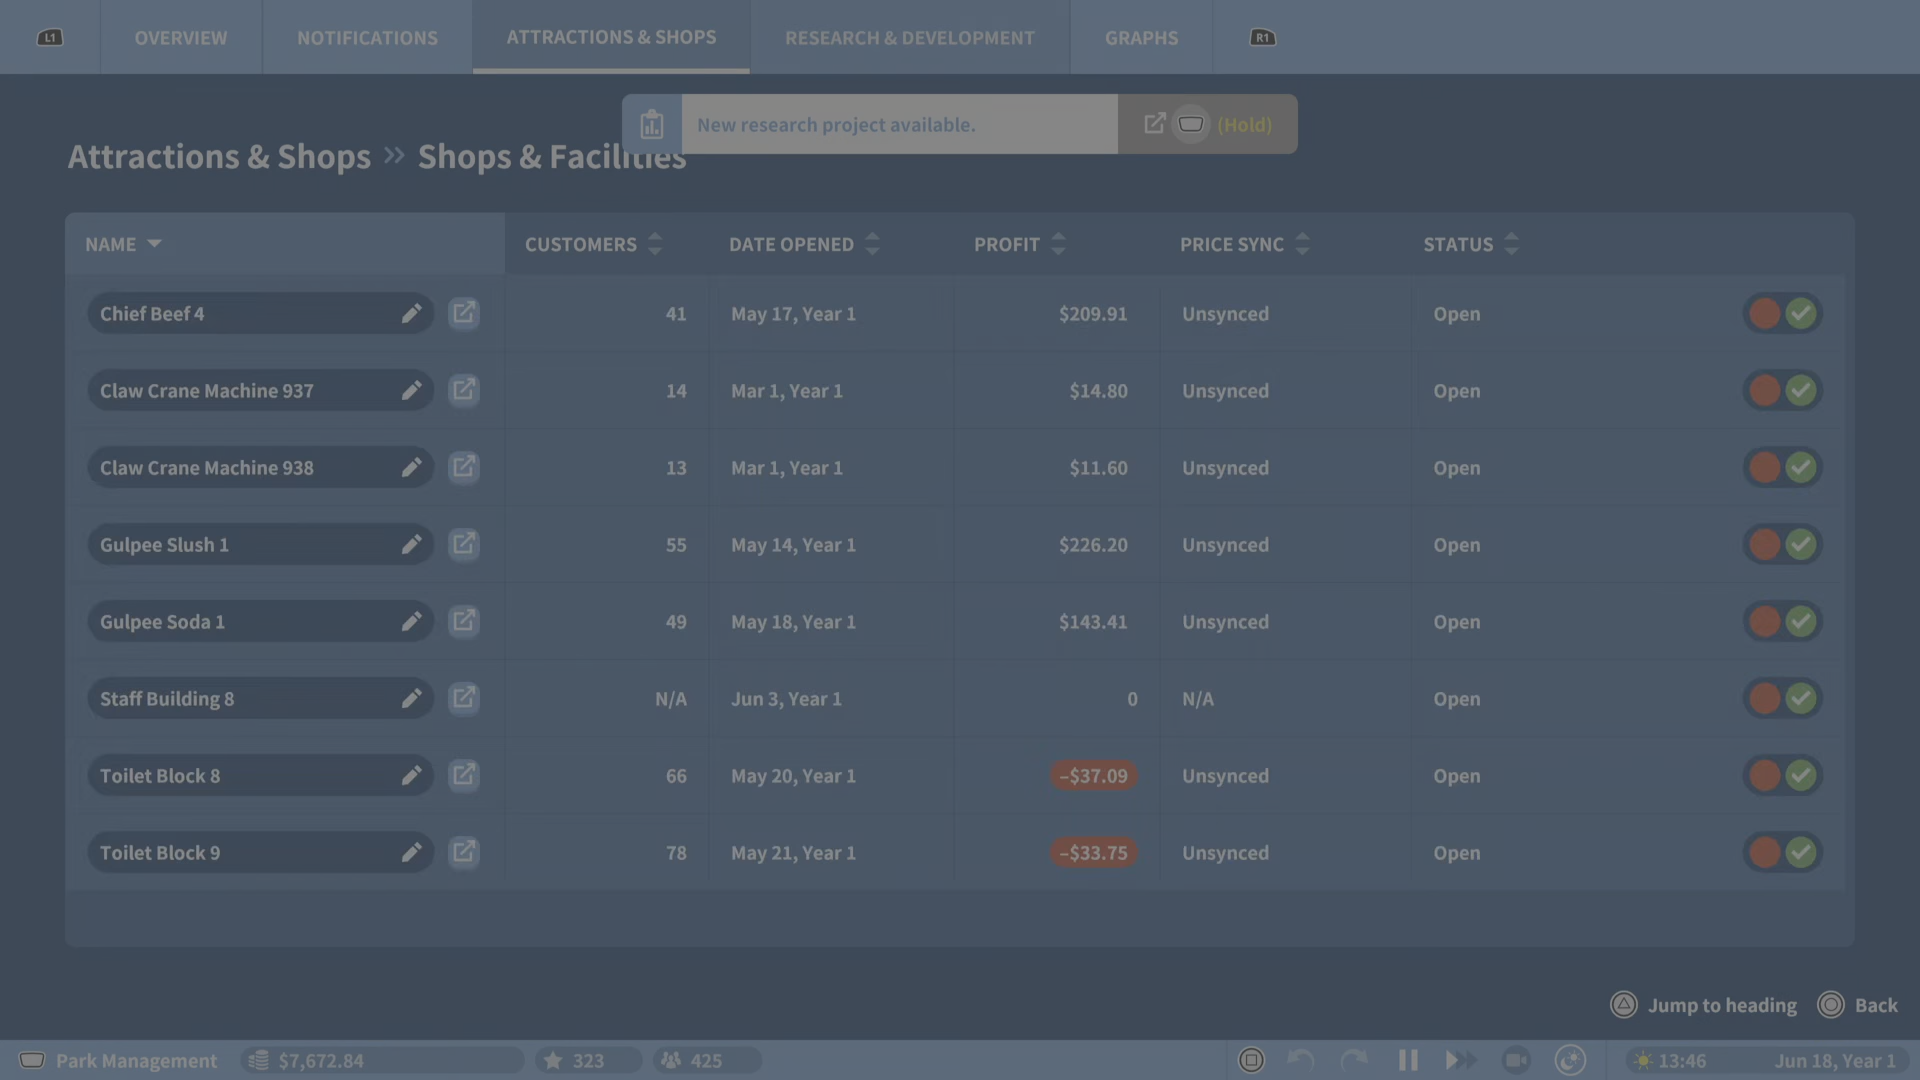 L1 OVERVIEW NOTIFICATIONS ATTRACTIONS & SHOPS RESEARCH & DEVELOPMENT GRAPHS R1
New research project available. (Hold)
Attractions & Shops » Shops & Facilities
NAME CUSTOMERS DATE OPENED PROFIT PRICE SYNC STATUS
Chief Beef 4 41 May 17, Year 1 $209.91 Unsynced Open
Claw Crane Machine 937 14 Mar 1, Year 1 $14.80 Unsynced Open
Claw Crane Machine 938 13 Mar 1, Year 1 $11.60 Unsynced Open
Gulpee Slush 1 55 May 14, Year 1 $226.20 Unsynced Open
Gulpee Soda 1 49 May 18, Year 1 $143.41 Unsynced Open
Staff Building 8 N/A Jun 3, Year 1 0 N/A Open
Toilet Block 8 66 May 20, Year 1 –$37.09 Unsynced Open
Toilet Block 9 78 May 21, Year 1 –$33.75 Unsynced Open
Jump to heading Back
Park Management $7,672.84 323 425 13:46 Jun 18, Year 1